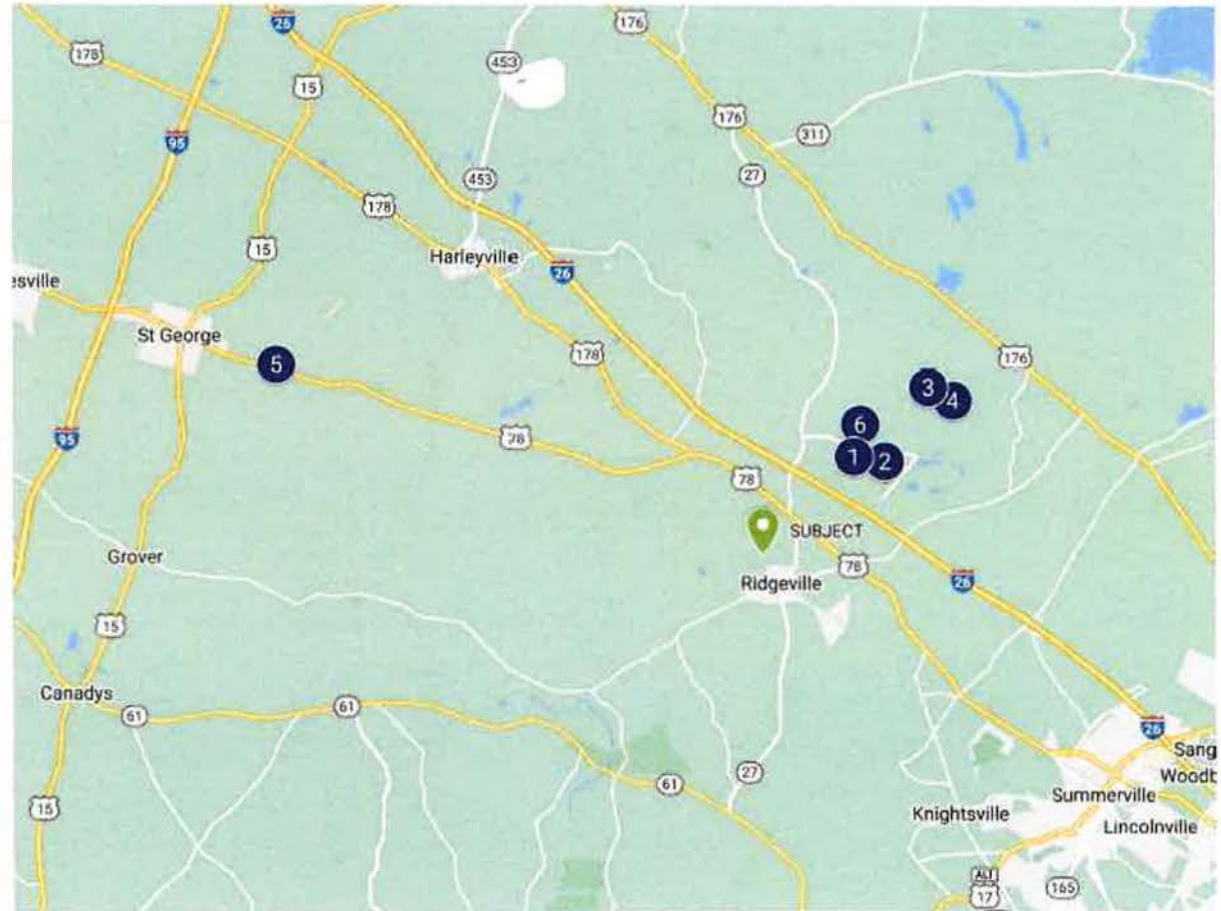 26
176
178
453
15
176
311
95
27
453
178
15
Harleyville
26
esville
St George
178
176
5
3
4
6
95
78
1
2
78
SUBJECT
Grover
78
Ridgeville
26
15
Canadys
61
61
26
Sang
27
Woodb
61
Summerville
15
Knightsville
Lincolnville
ALT
17
165